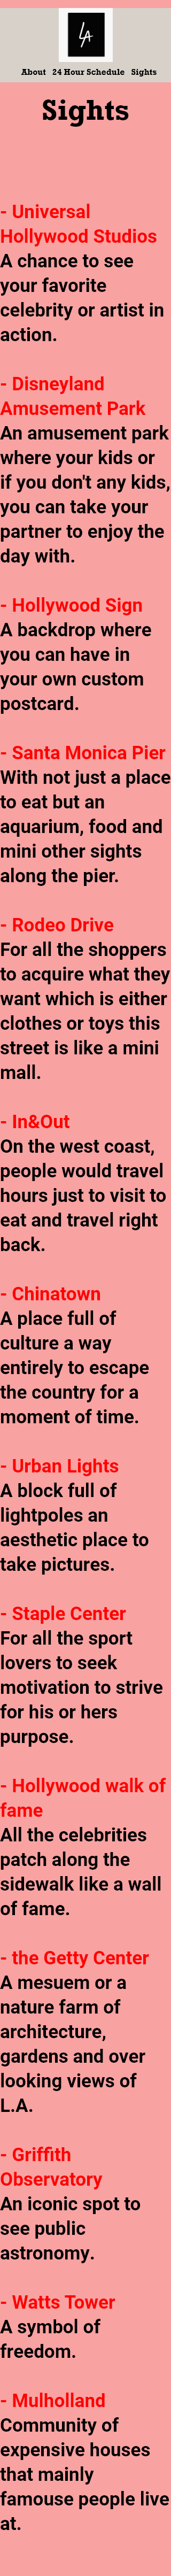 LA
About 24 Hour Schedule Sights
Sights
- Universal
Hollywood Studios
A chance to see
your favorite
celebrity or artist in
action.
- Disneyland
Amusement Park
An amusement park
where your kids or
if you don't any kids,
you can take your
partner to enjoy the
day with.
- Hollywood Sign
A backdrop where
you can have in
your own custom
postcard.
- Santa Monica Pier
With not just a place
to eat but an
aquarium, food and
mini other sights
along the pier.
- Rodeo Drive
For all the shoppers
to acquire what they
want which is either
clothes or toys this
street is like a mini
mall.
- In&Out
On the west coast,
people would travel
hours just to visit to
eat and travel right
back.
- Chinatown
A place full of
culture a way
entirely to escape
the country for a
moment of time.
- Urban Lights
A block full of
lightpoles an
aesthetic place to
take pictures.
- Staple Center
For all the sport
lovers to seek
motivation to strive
for his or hers
purpose.
- Hollywood walk of
fame
All the celebrities
patch along the
sidewalk like a wall
of fame.
- the Getty Center
A mesuem or a
nature farm of
architecture,
gardens and over
looking views of
L.A.
- Griffith
Observatory
An iconic spot to
see public
astronomy.
- Watts Tower
A symbol of
freedom.
- Mulholland
Community of
expensive houses
that mainly
famouse people live
at.